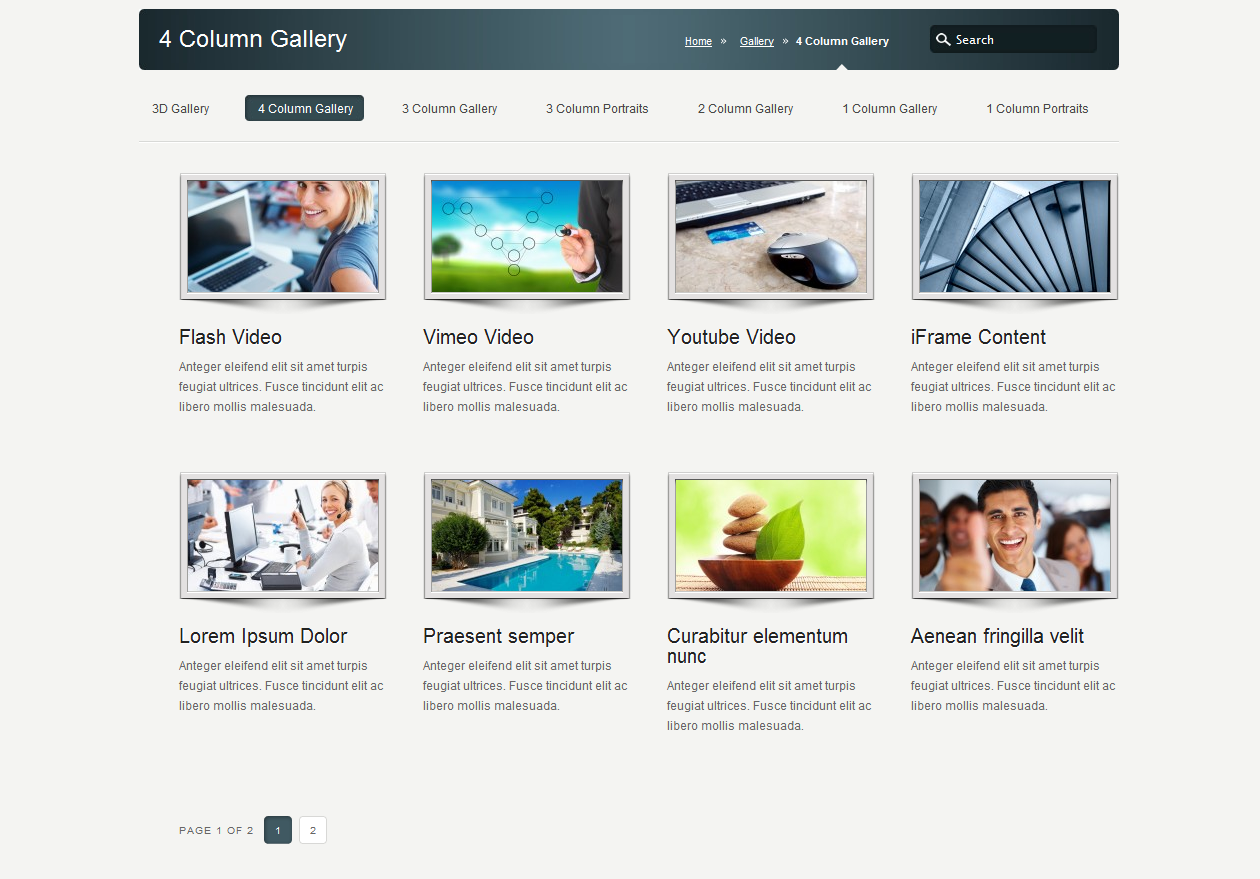 4 Column Gallery
Home » Gallery » 4 Column Gallery
Search
3D Gallery
4 Column Gallery
3 Column Gallery
3 Column Portraits
2 Column Gallery
1 Column Gallery
1 Column Portraits
Flash Video
Anteger eleifend elit sit amet turpis
feugiat ultrices. Fusce tincidunt elit ac
libero mollis malesuada.
Vimeo Video
Anteger eleifend elit sit amet turpis
feugiat ultrices. Fusce tincidunt elit ac
libero mollis malesuada.
Youtube Video
Anteger eleifend elit sit amet turpis
feugiat ultrices. Fusce tincidunt elit ac
libero mollis malesuada.
iFrame Content
Anteger eleifend elit sit amet turpis
feugiat ultrices. Fusce tincidunt elit ac
libero mollis malesuada.
Lorem Ipsum Dolor
Anteger eleifend elit sit amet turpis
feugiat ultrices. Fusce tincidunt elit ac
libero mollis malesuada.
Praesent semper
Anteger eleifend elit sit amet turpis
feugiat ultrices. Fusce tincidunt elit ac
libero mollis malesuada.
Curabitur elementum
nunc
Anteger eleifend elit sit amet turpis
feugiat ultrices. Fusce tincidunt elit ac
libero mollis malesuada.
Aenean fringilla velit
Anteger eleifend elit sit amet turpis
feugiat ultrices. Fusce tincidunt elit ac
libero mollis malesuada.
PAGE 1 OF 2 1 2